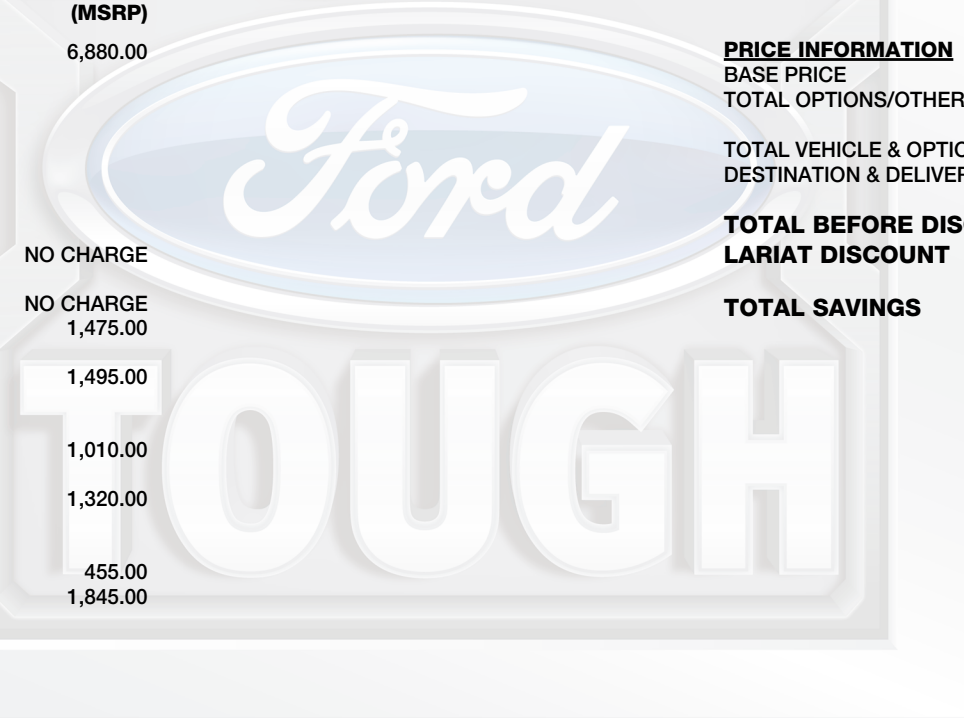 (MSRP)
6,880.00
NO CHARGE
NO CHARGE
1,475.00
1,495.00
1,010.00
1,320.00
455.00
1,845.00
Ford
TOUGH
PRICE INFORMATION
BASE PRICE
TOTAL OPTIONS/OTHER
TOTAL VEHICLE & OPTIO
DESTINATION & DELIVER
TOTAL BEFORE DIS
LARIAT DISCOUNT
TOTAL SAVINGS